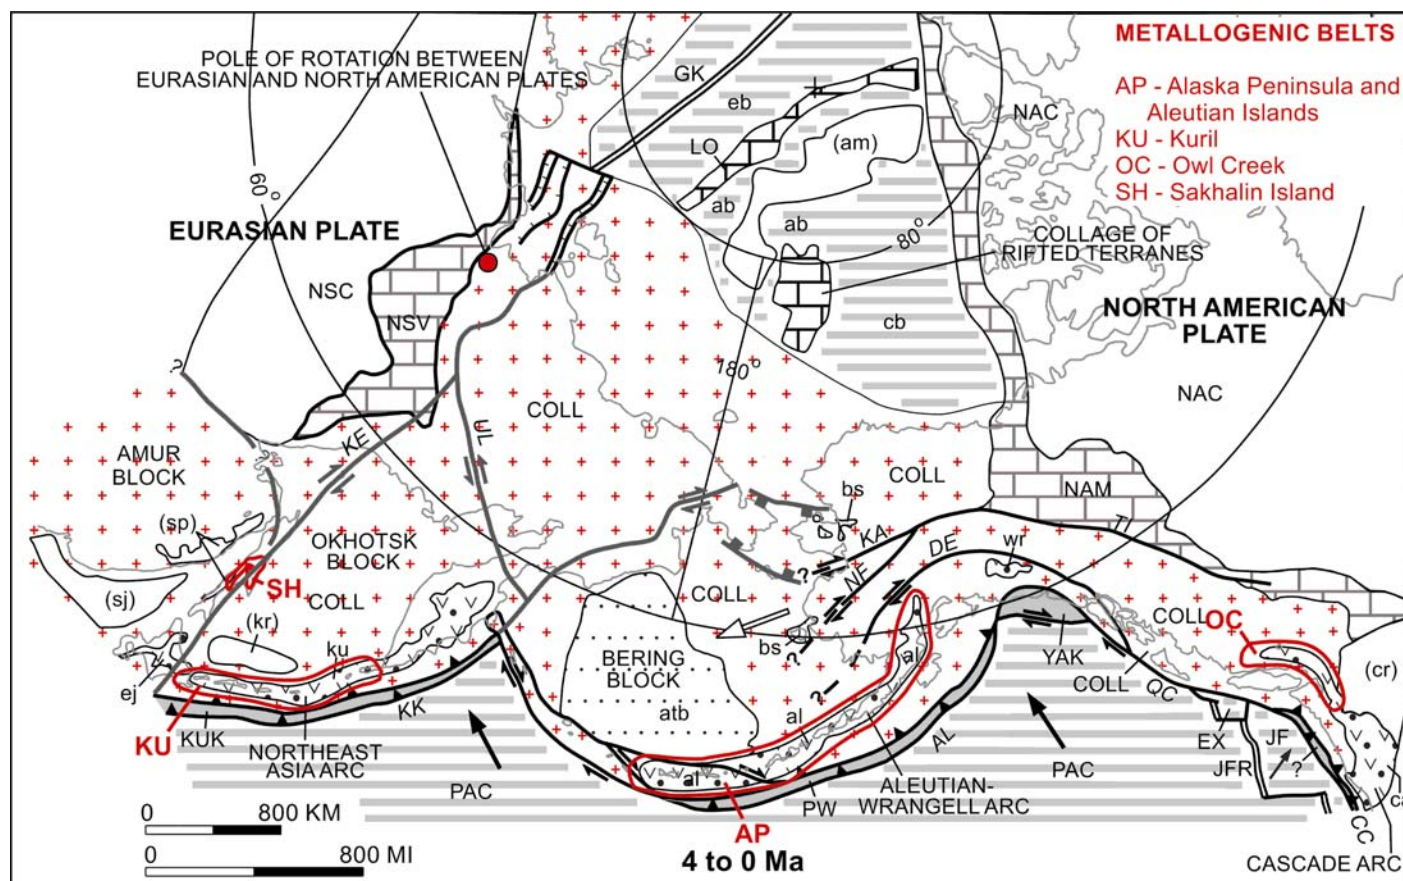 METALLOGENIC BELTS
AP - Alaska Peninsula and
Aleutian Islands
KU - Kuril
OC - Owl Creek
SH - Sakhalin Island
POLE OF ROTATION BETWEEN
EURASIAN AND NORTH AMERICAN PLATES
GK
eb
(am)
NAC
LO
ab
ab
60°
80°
EURASIAN PLATE
COLLAGE OF
RIFTED TERRANES
NSC
NSV
cb
NORTH AMERICAN
PLATE
180°
NAC
?
COLL
KE
UL
AMUR
BLOCK
?
COLL
NAM
bs
(sp)
OKHOTSK
BLOCK
KA
DE
wr
?
NF
SH
COLL
COLL
COLL
OC
(sj)
(kr)
bs
?
ku
BERING
BLOCK
al
YAK
(cr)
ej
?
COLL
QC
KK
atb
al
KU
KUK
NORTHEAST
ASIA ARC
AL
EX
JF
JFR
?
PAC
al
PW
ALEUTIAN-
WRANGELL ARC
PAC
ca
0
800 KM
AP
CC
0
800 MI
4 to 0 Ma
CASCADE ARC